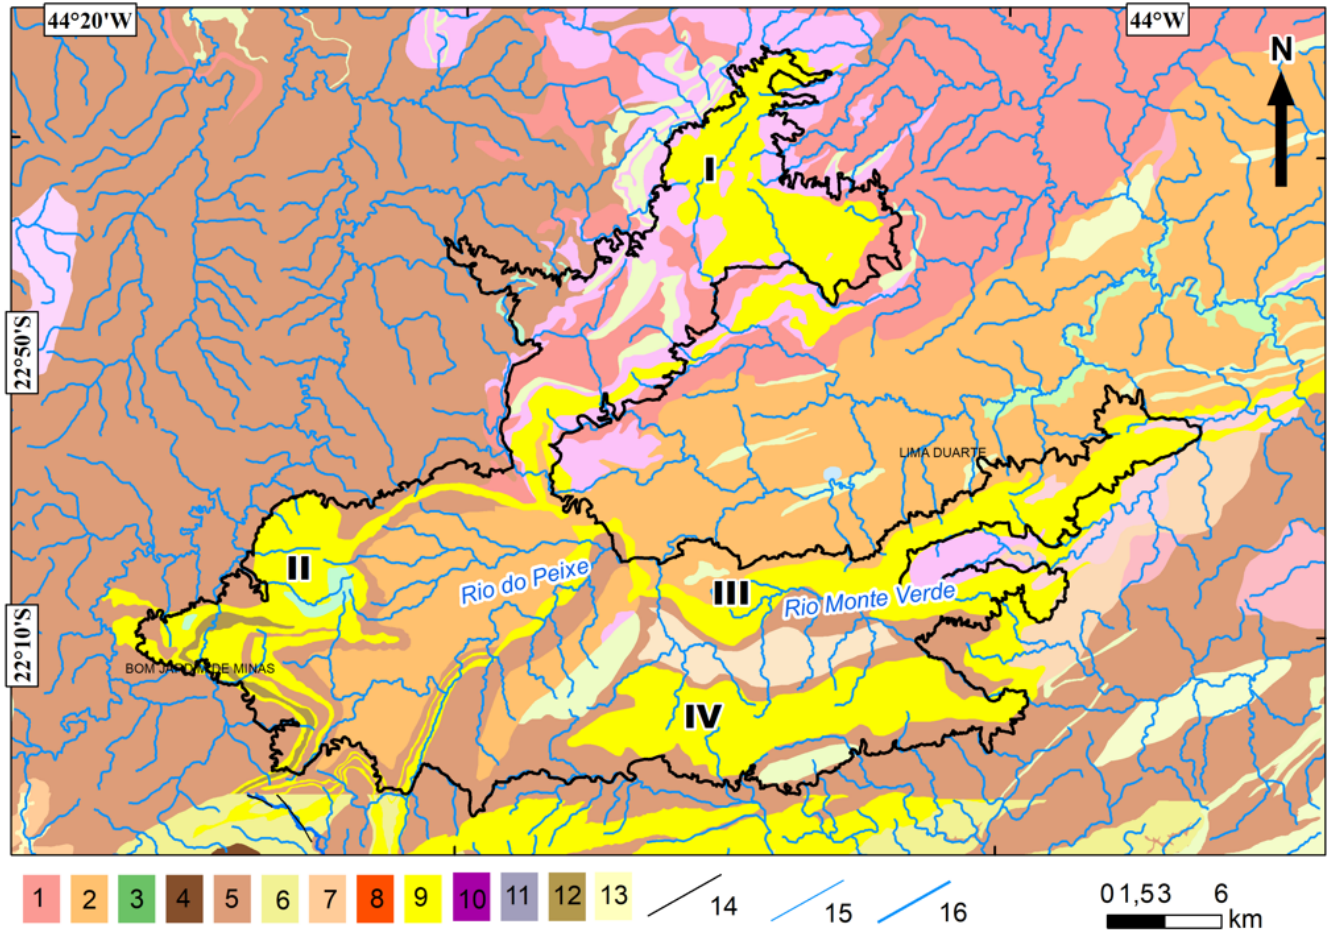 44°20'W
44°W
N
I
22°50'S
LIMA DUARTE
II
Rio do Peixe
III
Rio Monte Verde
22°10'S
BOM JARDIM DE MINAS
IV
1 2 3 4 5 6 7 8 9 10 11 12 13 14 15 16
0 1,5 3 6
km